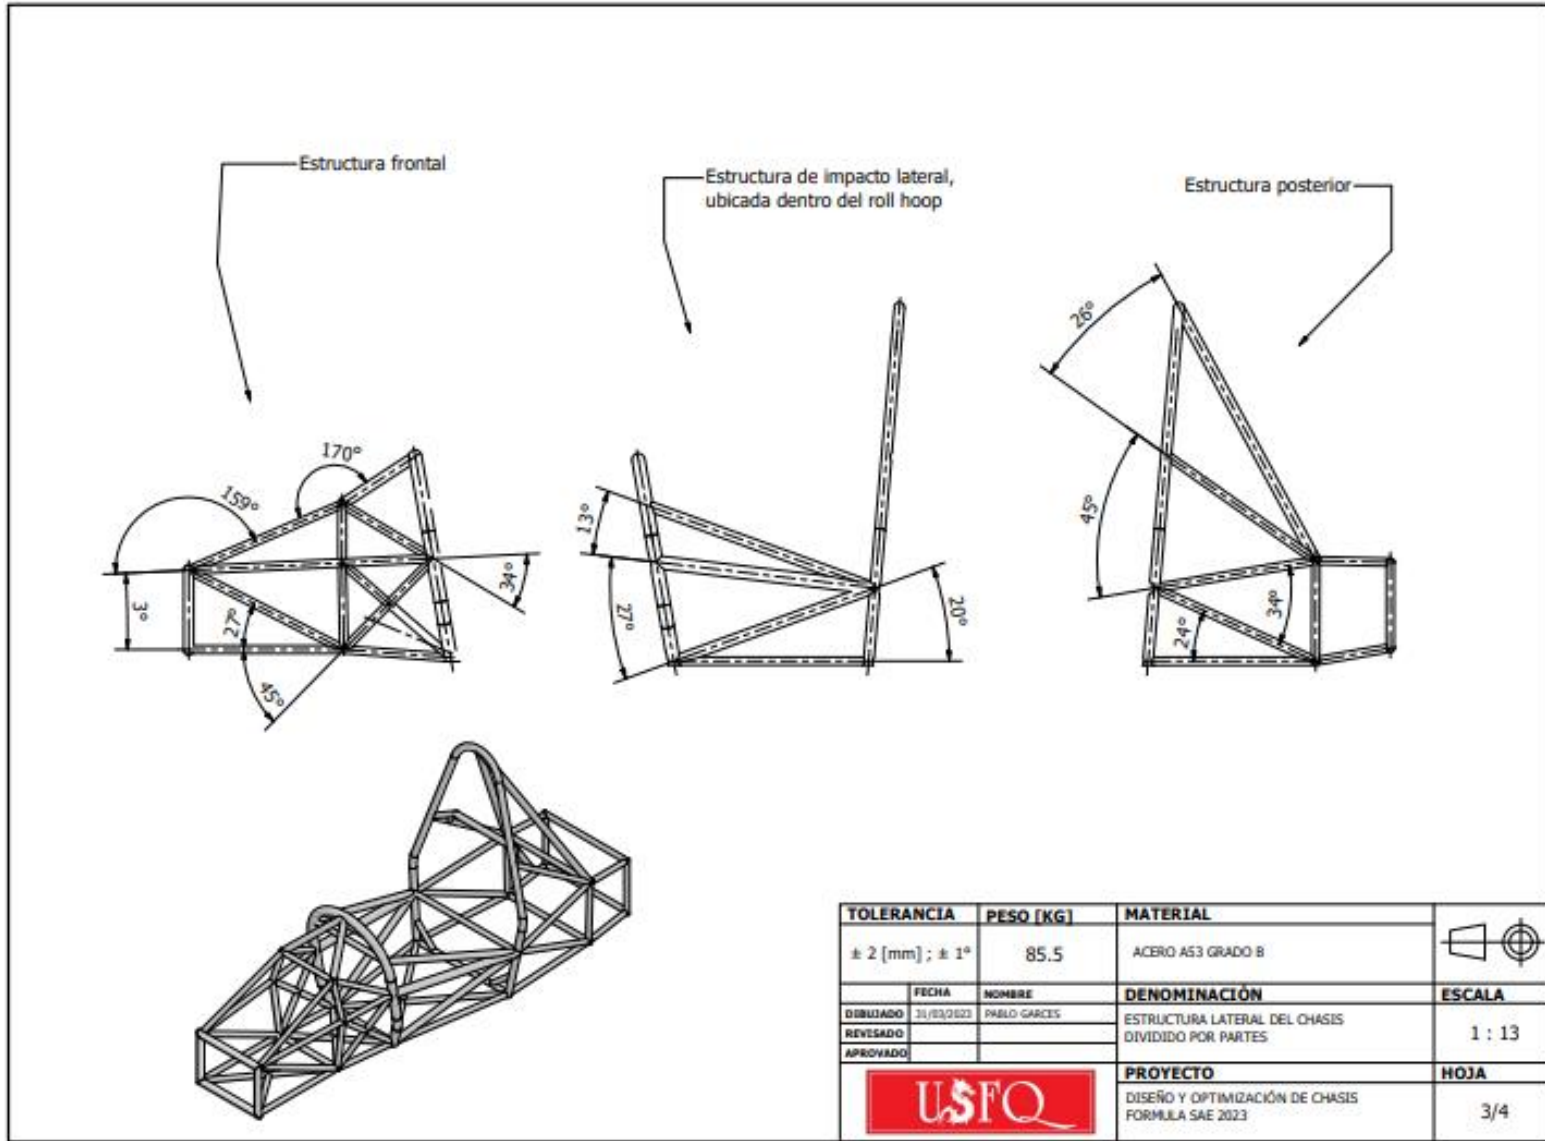 Estructura frontal
Estructura de impacto lateral,
ubicada dentro del roll hoop
Estructura posterior
170°
159°
3°
27°
45°
34°
13°
27°
20°
26°
45°
34°
24°
TOLERANCIA PESO [KG] MATERIAL
± 2 [mm] ; ± 1° 85.5 ACERO A53 GRADO B
FECHA NOMBRE DENOMINACIÓN ESCALA
DIBUJADO 31/03/2023 PABLO GARCES ESTRUCTURA LATERAL DEL CHASIS
DIVIDIDO POR PARTES 1 : 13
REVISADO
APROVADO
PROYECTO HOJA
USFQ DISEÑO Y OPTIMIZACIÓN DE CHASIS
FORMULA SAE 2023 3/4